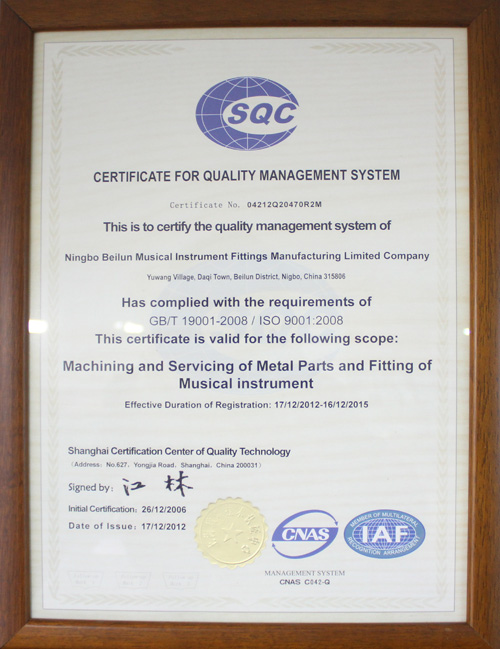 SQC
CERTIFICATE FOR QUALITY MANAGEMENT SYSTEM
Certificate No. 04212Q20470R2M
This is to certify the quality management system of
Ningbo Beilun Musical Instrument Fittings Manufacturing Limited Company
Yuwang Village, Daqi Town, Beilun District, Nigbo, China 315806
Has complied with the requirements of
GB/T 19001-2008 / ISO 9001:2008
This certificate is valid for the following scope:
Machining and Servicing of Metal Parts and Fitting of
Musical instrument
Effective Duration of Registration: 17/12/2012-16/12/2015
Shanghai Certification Center of Quality Technology
(Address: No.627, Yongjia Road, Shanghai, China 200031)
Signed by: 江 林
Initial Certification: 26/12/2006
Date of Issue: 17/12/2012
CNAS
MEMBER OF MULTILATERAL
IAF
RECOGNITION ARRANGEMENT
MANAGEMENT SYSTEM
CNAS C042-Q